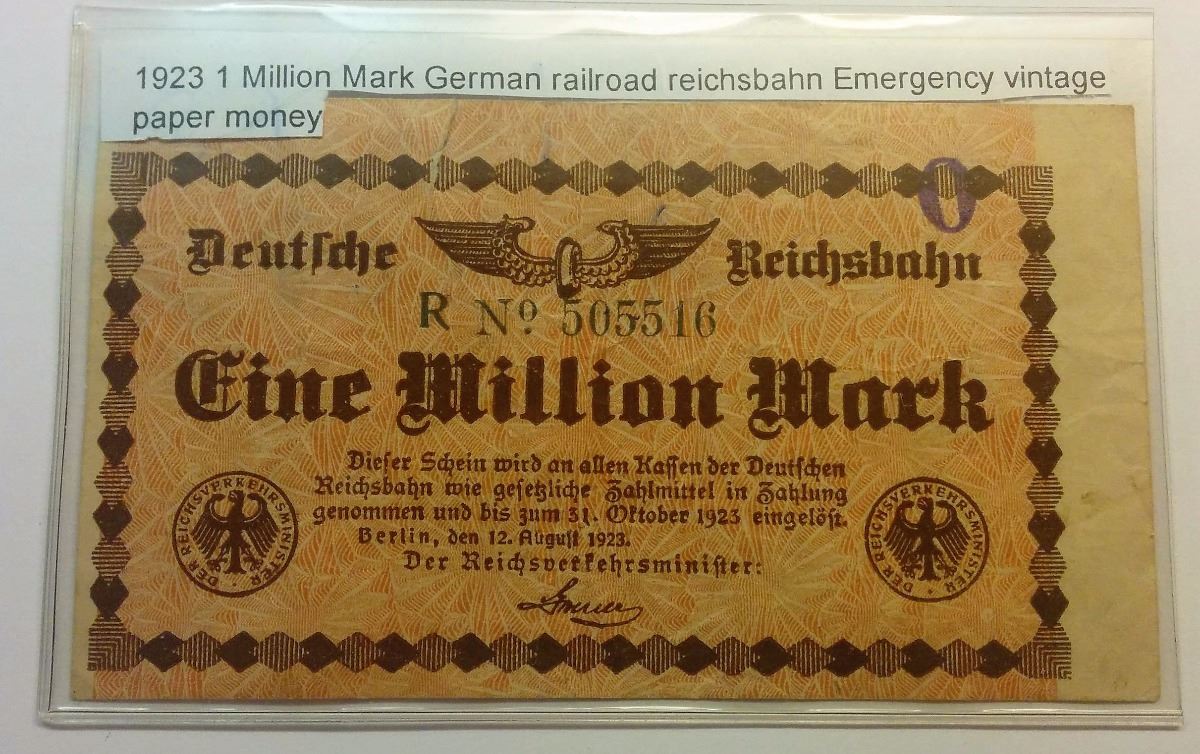 1923 1 Million Mark German railroad reichsbahn Emergency vintage
paper money
0
Deutsche Reichsbahn
R Nº 505516
Eine Million Mark
Dieser Schein wird an allen Kassen der Deutschen
Reichsbahn wie gesetzliche Zahlmittel in Zahlung
genommen und bis zum 31. Oktober 1923 eingelöst.
Berlin, den 12. August 1923.
Der Reichsverkehrsminister:
DER REICHSVERKEHRSMINISTER
DER REICHSVERKEHRSMINISTER